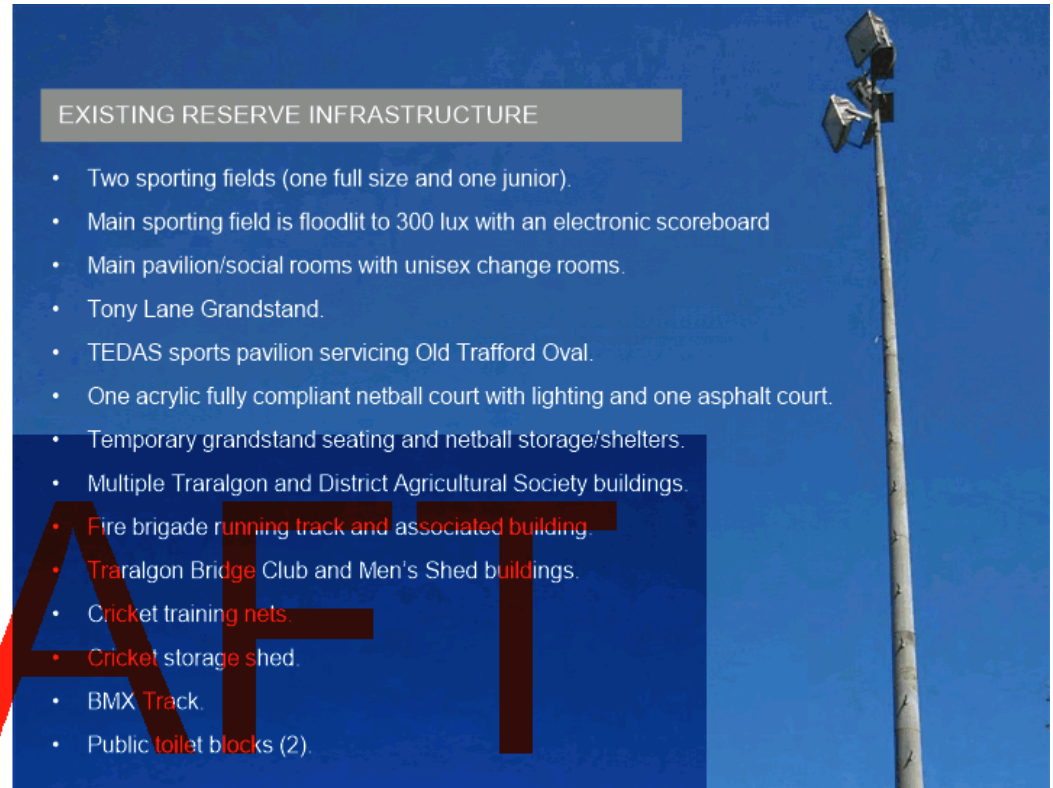 EXISTING RESERVE INFRASTRUCTURE
• Two sporting fields (one full size and one junior).
• Main sporting field is floodlit to 300 lux with an electronic scoreboard
• Main pavilion/social rooms with unisex change rooms.
• Tony Lane Grandstand.
• TEDAS sports pavilion servicing Old Trafford Oval.
• One acrylic fully compliant netball court with lighting and one asphalt court.
• Temporary grandstand seating and netball storage/shelters.
• Multiple Traralgon and District Agricultural Society buildings.
• Fire brigade running track and associated building.
• Traralgon Bridge Club and Men's Shed buildings.
• Cricket training nets.
• Cricket storage shed.
• BMX Track.
• Public toilet blocks (2).
AFT